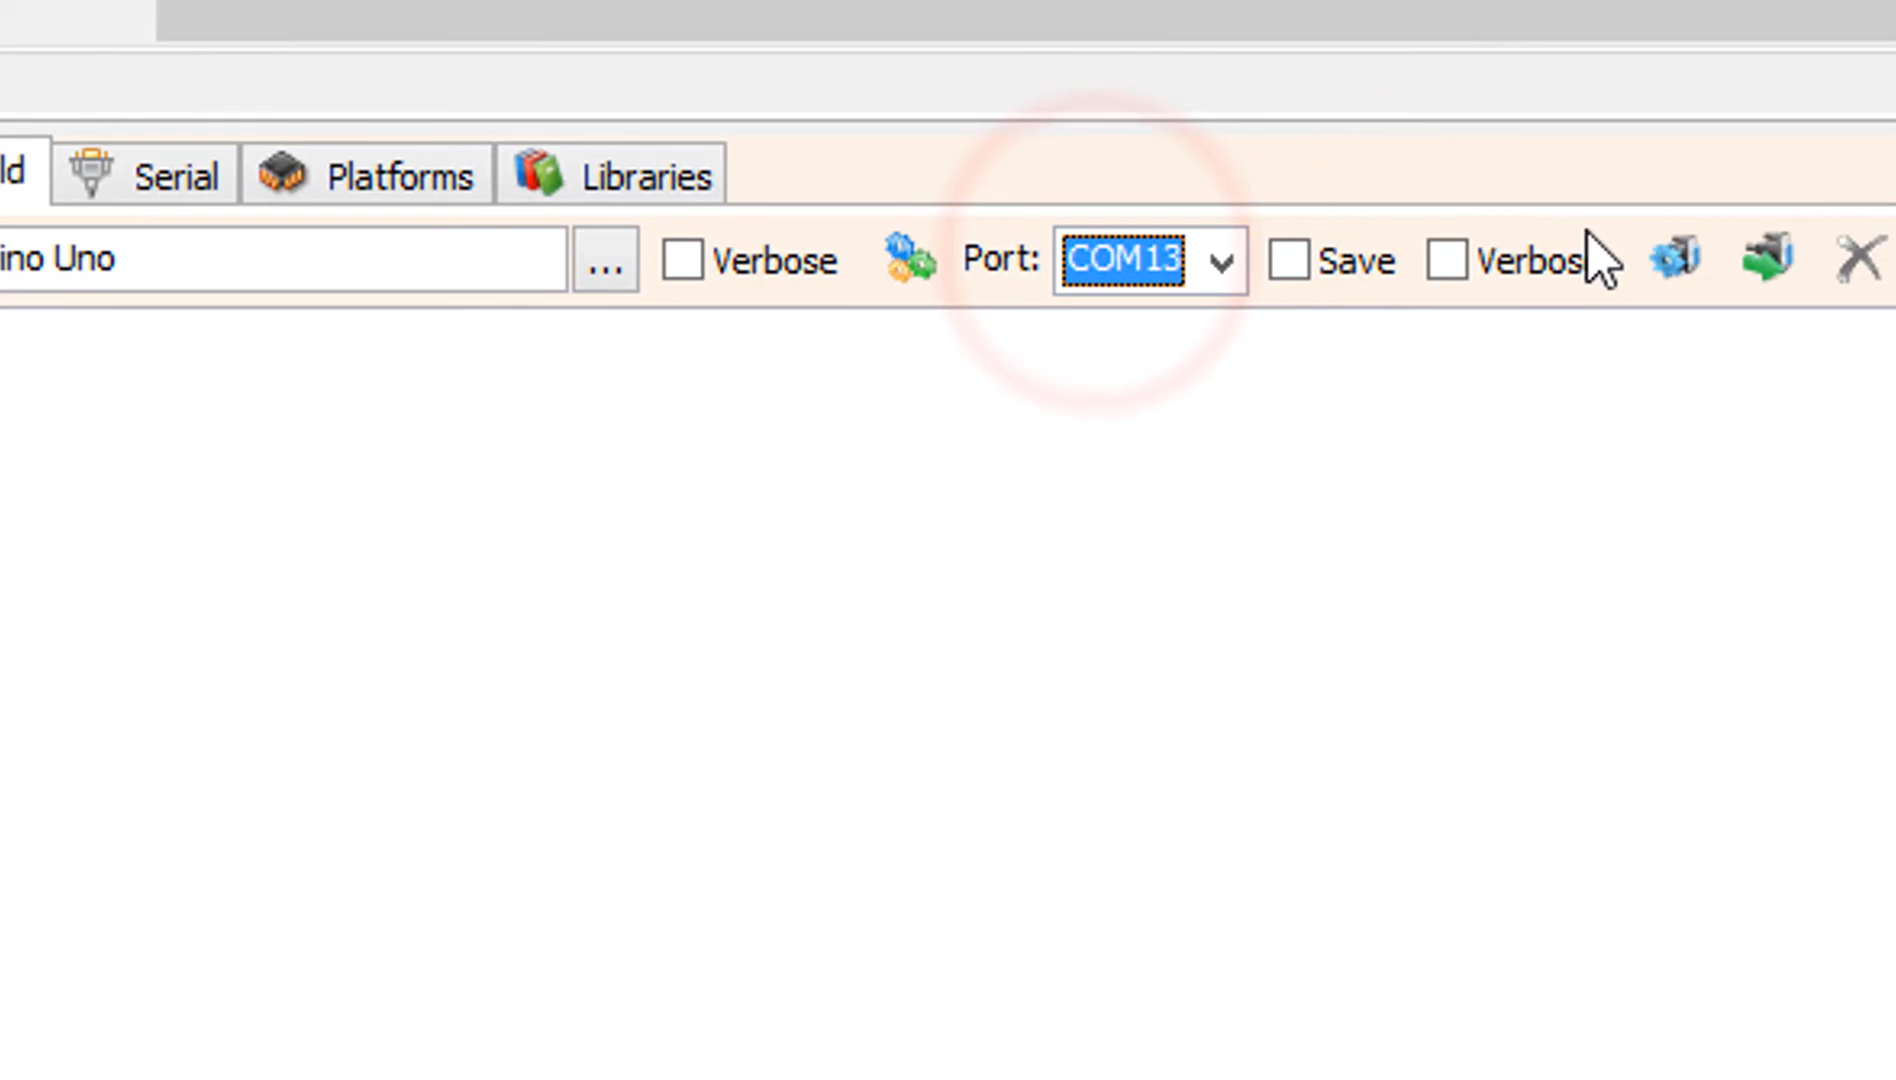 ld Serial Platforms Libraries
ino Uno ... Verbose Port: COM13 Save Verbos